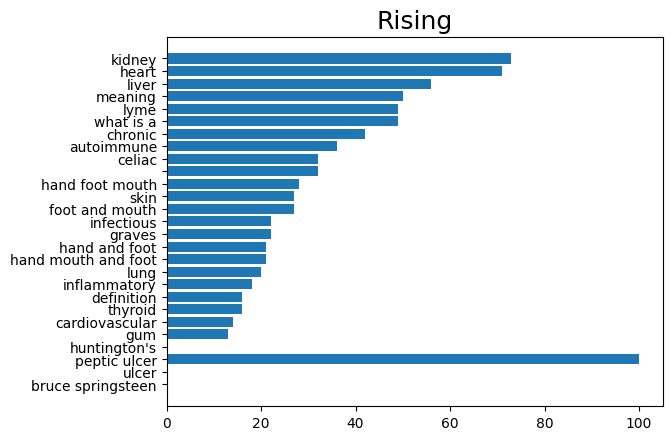 Rising
kidney
heart
liver
meaning
lyme
what is a
chronic
autoimmune
celiac
hand foot mouth
skin
foot and mouth
infectious
graves
hand and foot
hand mouth and foot
lung
inflammatory
definition
thyroid
cardiovascular
gum
huntington's
peptic ulcer
ulcer
bruce springsteen
0 20 40 60 80 100